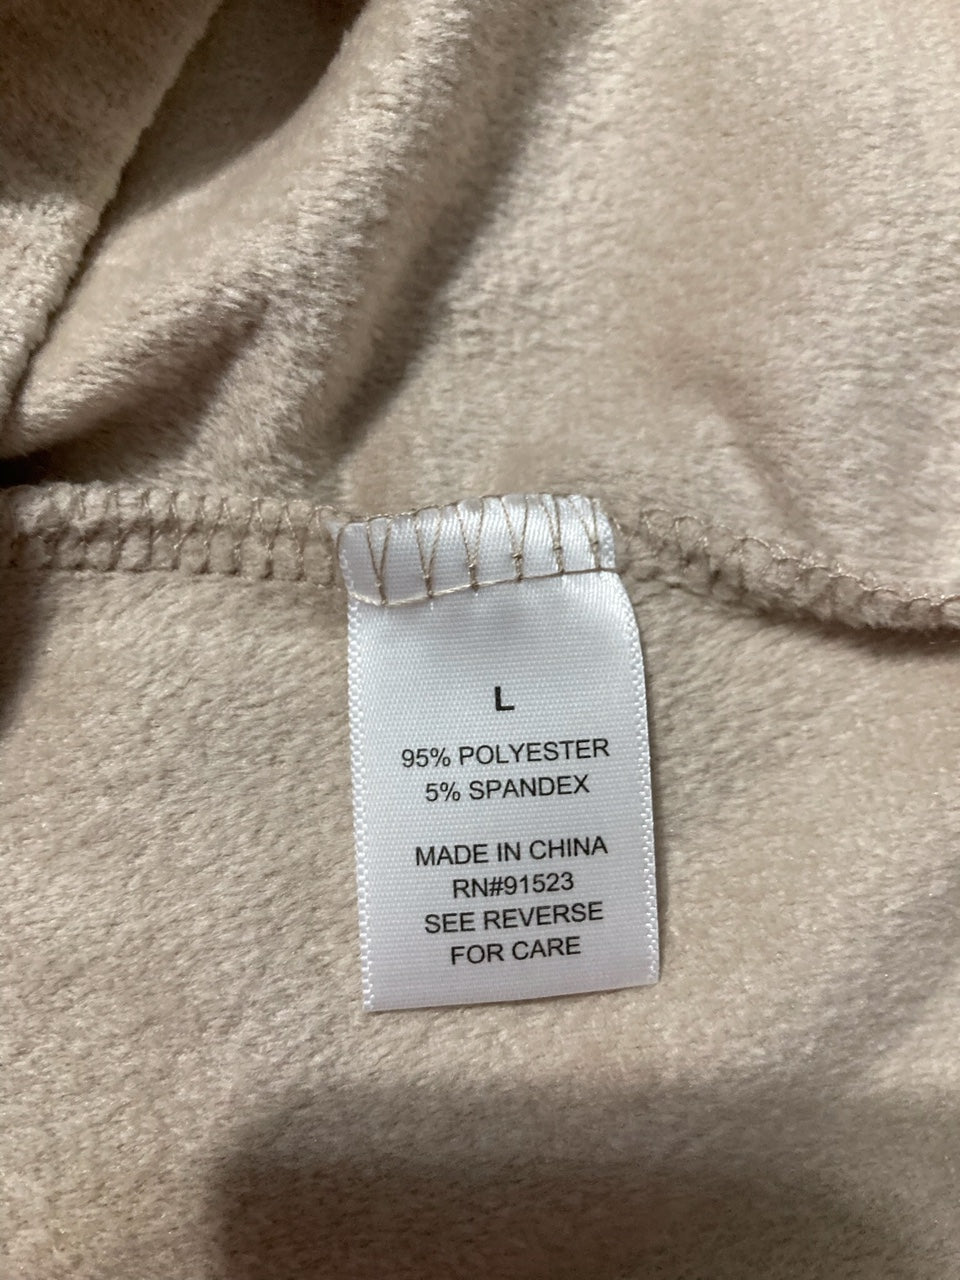 L
95% POLYESTER
5% SPANDEX
MADE IN CHINA
RN#91523
SEE REVERSE
FOR CARE